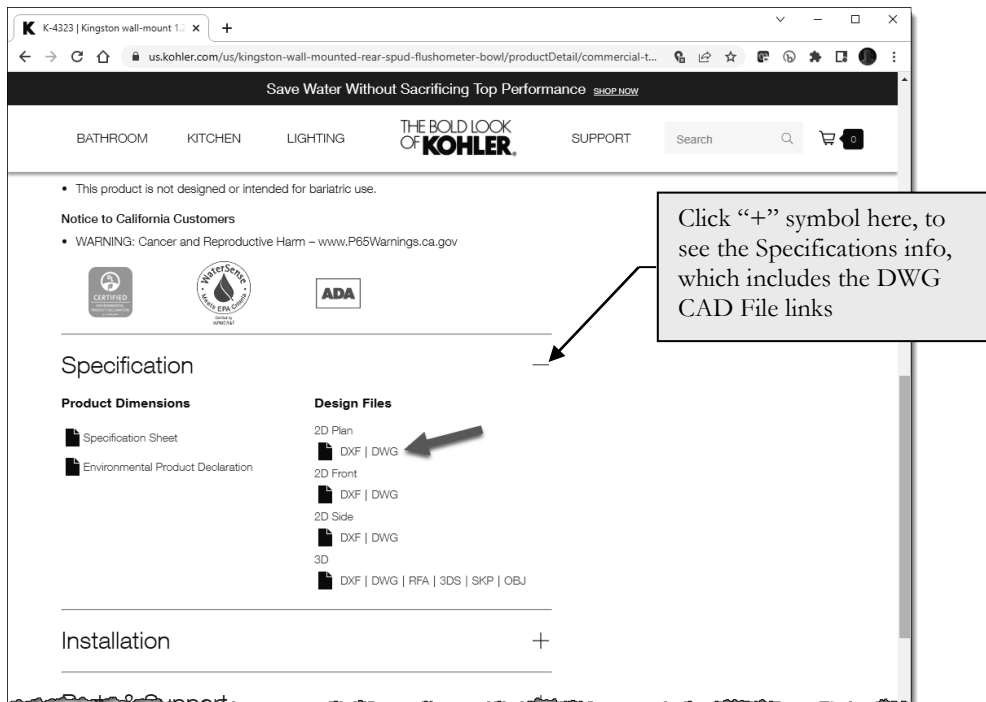 K-4323 | Kingston wall-mount 1.2
us.kohler.com/us/kingston-wall-mounted-rear-spud-flushometer-bowl/productDetail/commercial-t...
Save Water Without Sacrificing Top Performance SHOP NOW
BATHROOM KITCHEN LIGHTING
THE BOLD LOOK
OF KOHLER.
SUPPORT Search 0
• This product is not designed or intended for bariatric use.
Notice to California Customers
• WARNING: Cancer and Reproductive Harm – www.P65Warnings.ca.gov
CERTIFIED
WaterSense
Meets EPA Criteria
ADA
Click “+” symbol here, to
see the Specifications info,
which includes the DWG
CAD File links
Specification —
Product Dimensions
Specification Sheet
Environmental Product Declaration
Design Files
2D Plan
DXF | DWG
2D Front
DXF | DWG
2D Side
DXF | DWG
3D
DXF | DWG | RFA | 3DS | SKP | OBJ
Installation +